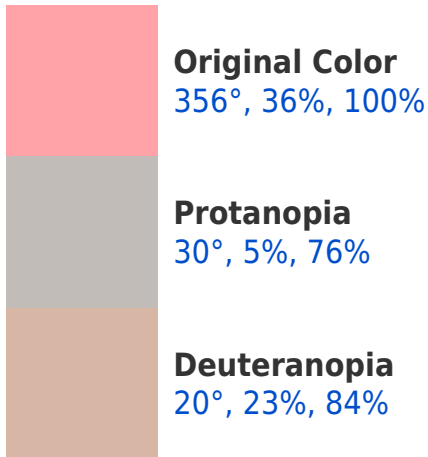 Original Color
356°, 36%, 100%
Protanopia
30°, 5%, 76%
Deuteranopia
20°, 23%, 84%